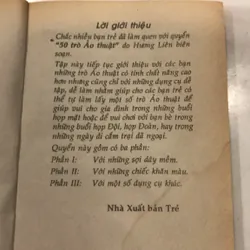 Lời giới thiệu
Chắc nhiều bạn trẻ đã làm quen với quyển
"50 trò Ảo thuật" do Hương Liên biên
soạn.
Tập này tiếp tục giới thiệu với các bạn
những trò Ảo thuật có tính chất nâng cao
hơn nhưng cũng với những dụng cụ dễ
tập, dễ làm nhằm giúp cho các bạn trẻ có
thể tự làm lấy một số trò Ảo thuật để
giúp vui cho gia đình trong những buổi
họp mặt hoặc để vui chơi với bạn bè trong
những buổi họp Đội, họp Đoàn, hay trong
những ngày đi cắm trại dã ngoại.
Quyển này gồm có ba phần:
Phần I: Với những sợi dây mềm.
Phần II: Với những chiếc khăn màu.
Phần III: Với một số dụng cụ khác.
Nhà Xuất bản Trẻ